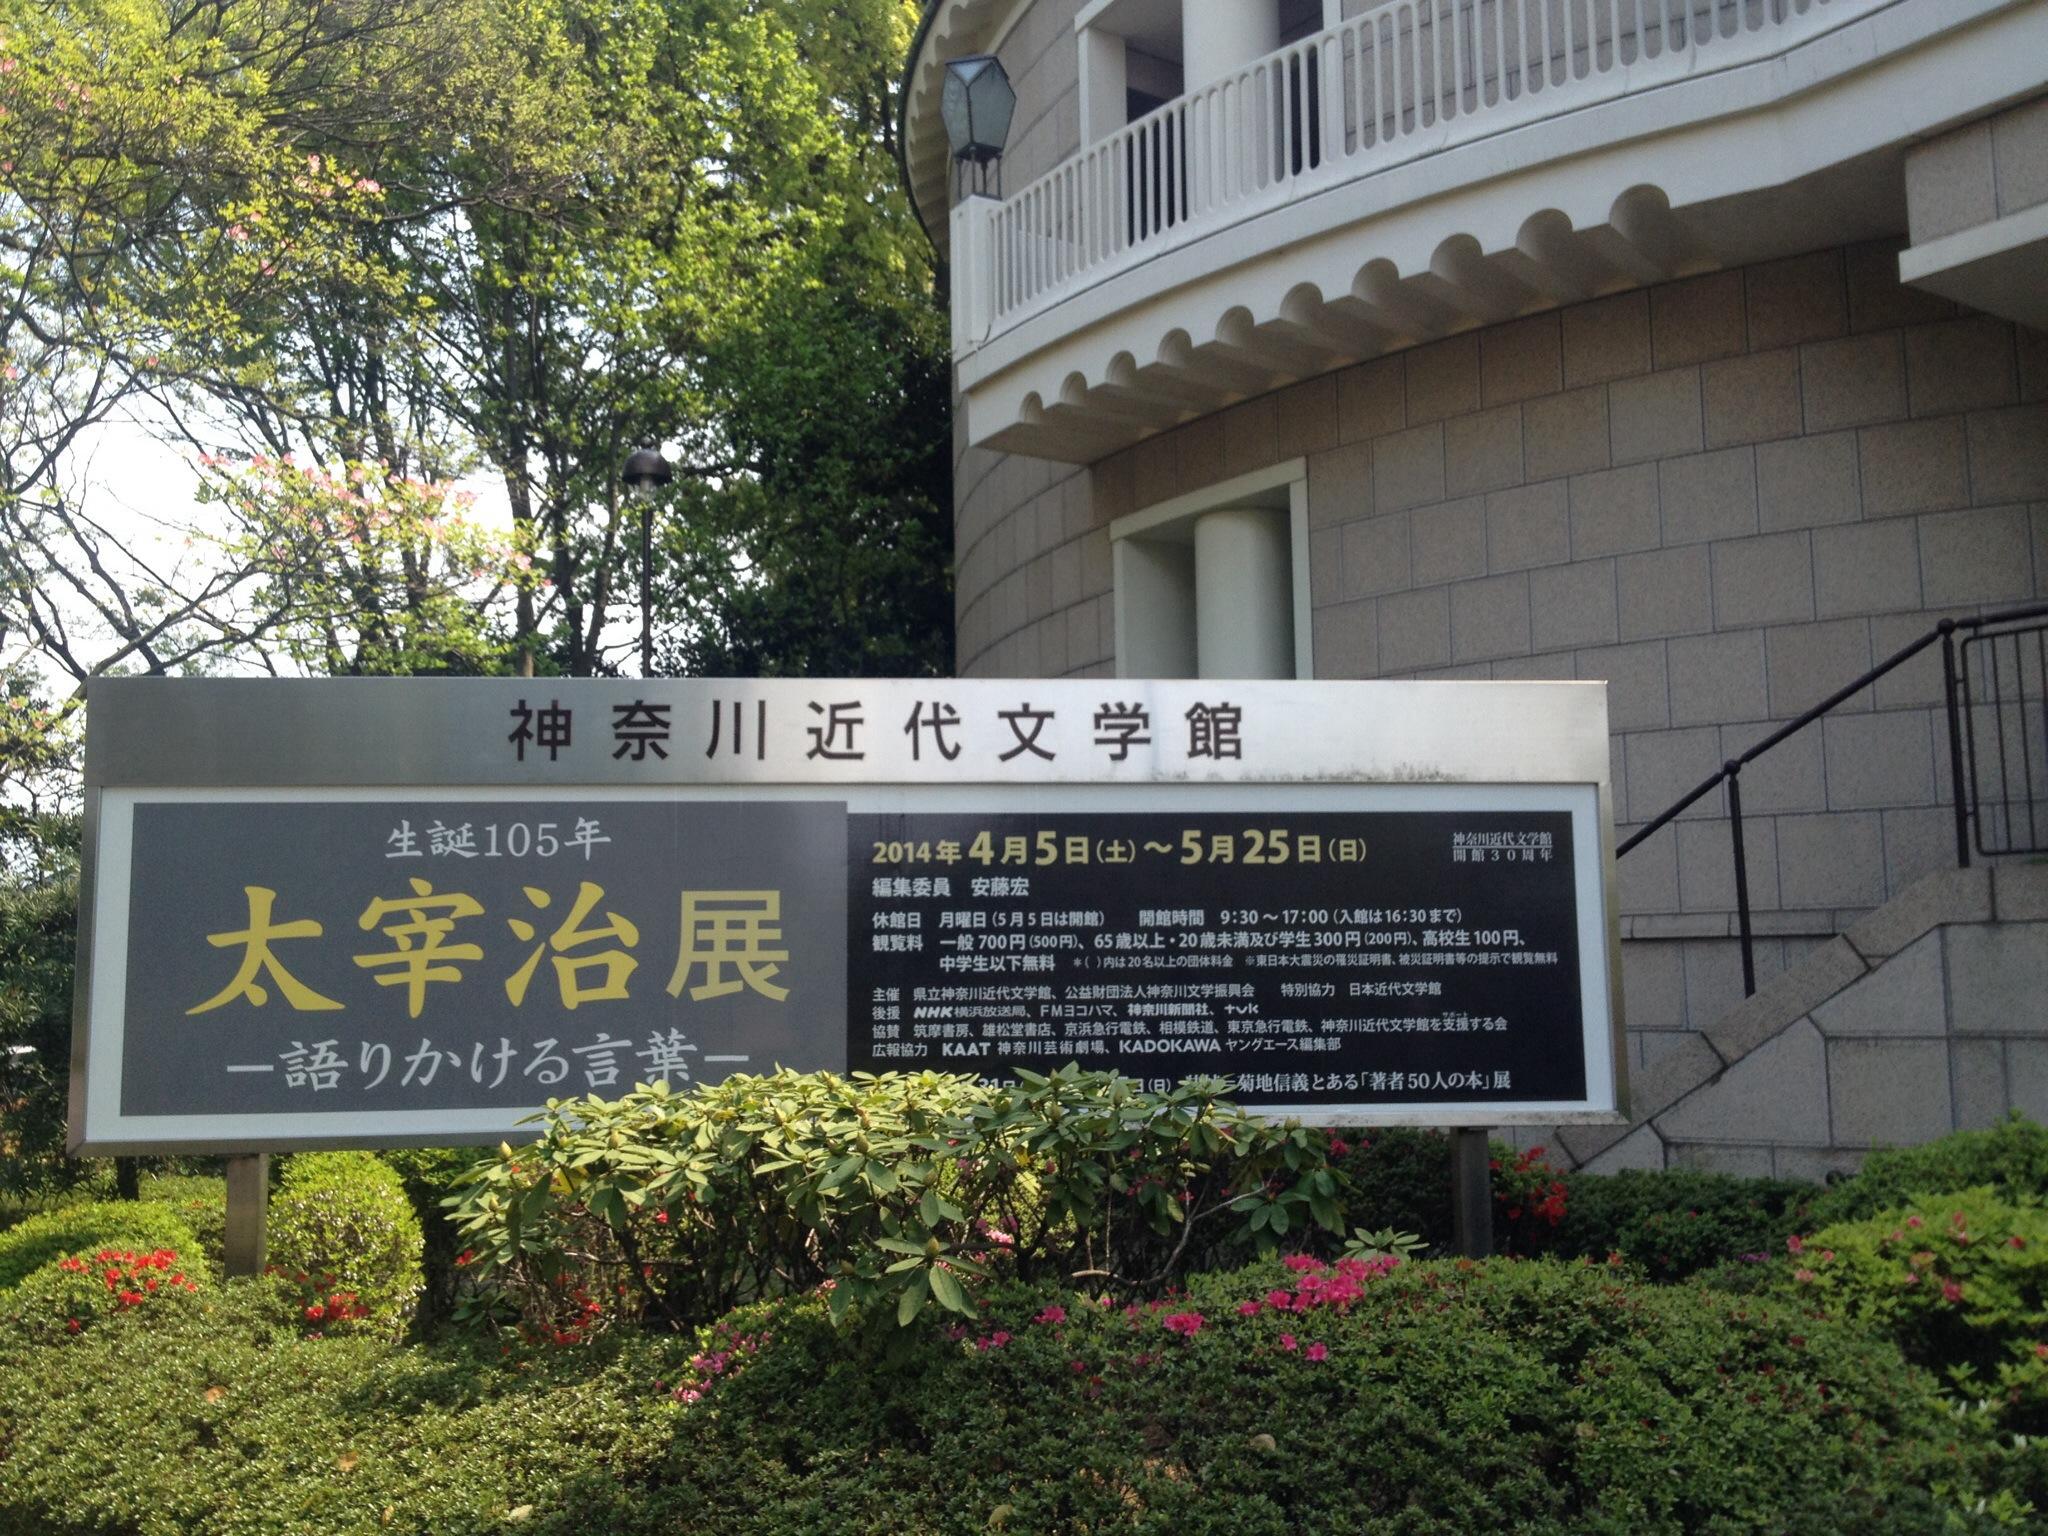 神奈川近代文学館
生誕105年
太宰治展
―語りかける言葉―
2014年4月5日(土)～5月25日(日)
神奈川近代文学館
開館30周年
編集委員 安藤宏
休館日 月曜日(5月5日は開館) 開館時間 9:30～17:00(入館は16:30まで)
観覧料 一般700円(500円)、65歳以上・20歳未満及び学生300円(200円)、高校生100円、
中学生以下無料 *( )内は20名以上の団体料金 ※東日本大震災の罹災証明書、被災証明書等の提示で観覧無料
主催 県立神奈川近代文学館、公益財団法人神奈川文学振興会 特別協力 日本近代文学館
後援 NHK横浜放送局、FMヨコハマ、神奈川新聞社、tvk
協賛 筑摩書房、雄松堂書店、京浜急行電鉄、相模鉄道、東京急行電鉄、神奈川近代文学館を支援する会
サポート
広報協力 KAAT 神奈川芸術劇場、KADOKAWA ヤングエース編集部
31日 (日) 菊地信義とある「著者50人の本」展